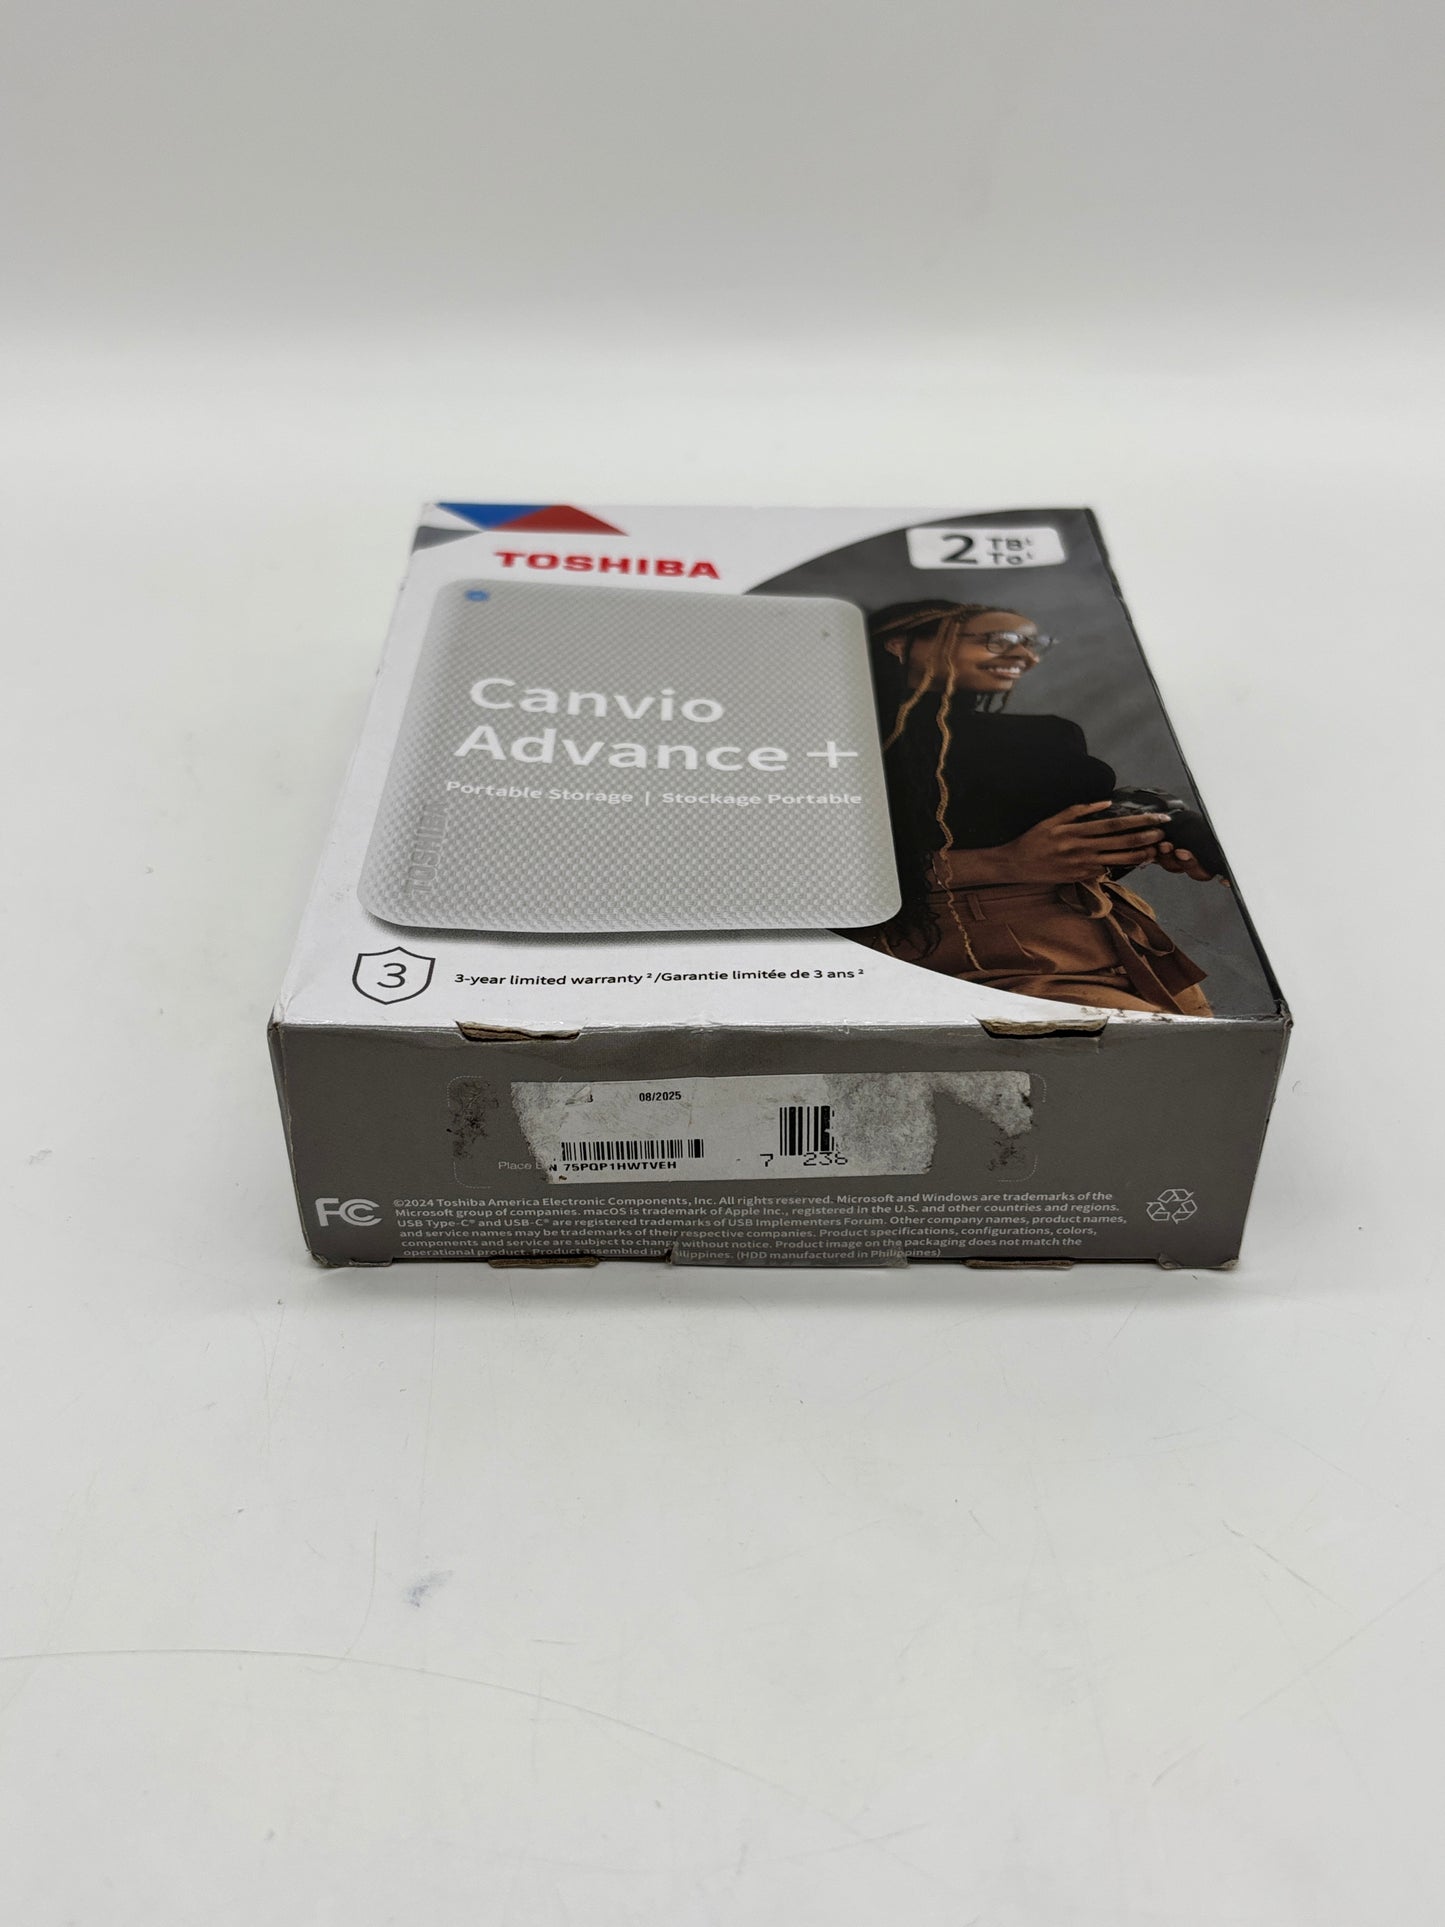 TOSHIBA
2 TB¹
To¹
Canvio
Advance +
Portable Storage | Stockage Portable
TOSHIBA
3
3-year limited warranty ² /Garantie limitée de 3 ans ²
08/2025
75PQP1HWTVEH
7 236
Place
FC
©2024 Toshiba America Electronic Components, Inc. All rights reserved. Microsoft and Windows are trademarks of the
Microsoft group of companies. macOS is trademark of Apple Inc., registered in the U.S. and other countries and regions.
USB Type-C® and USB-C® are registered trademarks of USB Implementers Forum. Other company names, product names,
and service names may be trademarks of their respective companies. Product specifications, configurations, colors,
components and service are subject to change without notice. Product image on the packaging does not match the
operational product. Product assembled in Philippines. (HDD manufactured in Philippines)